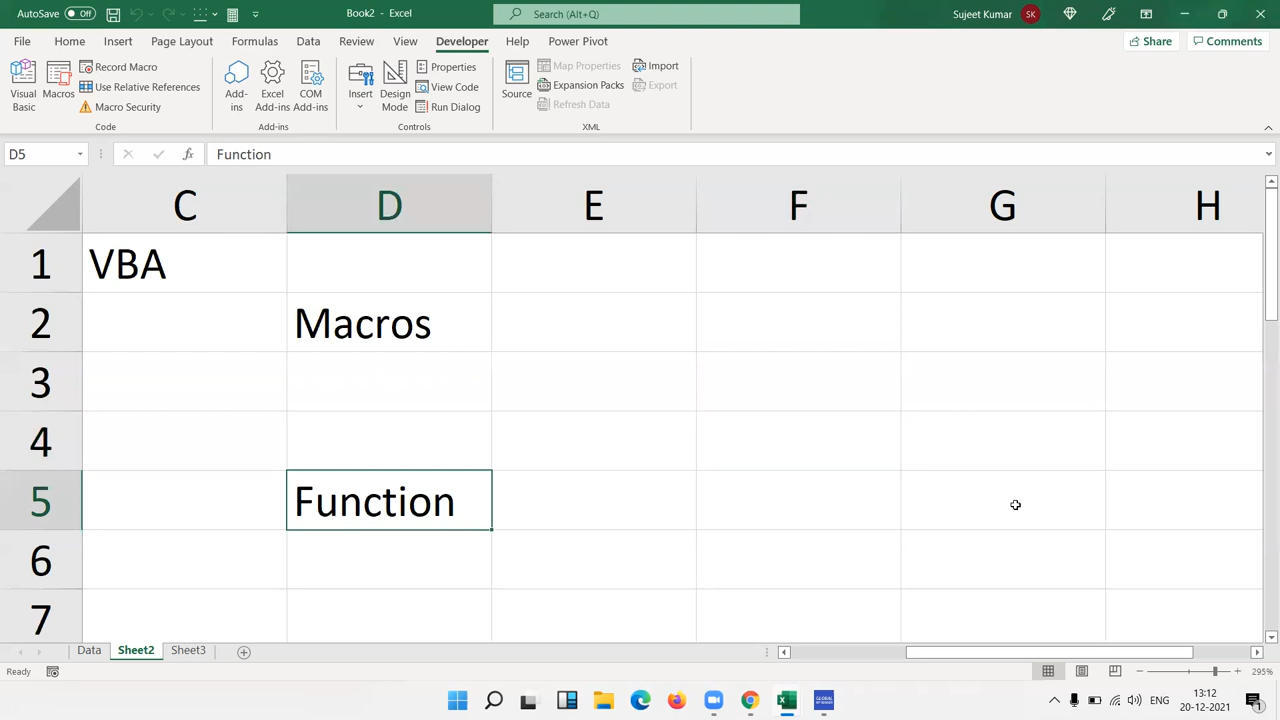 AutoSave Off Book2 - Excel Search (Alt+Q) Sujeet Kumar SK
File Home Insert Page Layout Formulas Data Review View Developer Help Power Pivot Share Comments
Visual Basic
Macros
Record Macro
Use Relative References
Macro Security
Code
Add-ins
Excel Add-ins
COM Add-ins
Add-ins
Insert
Design Mode
Properties
View Code
Run Dialog
Controls
Source
Map Properties
Expansion Packs
Refresh Data
Import
Export
XML
D5 fx Function
C D E F G H
1 VBA
2 Macros
3
4
5 Function
6
7
Data Sheet2 Sheet3
Ready 295%
ENG 13:12
20-12-2021 1